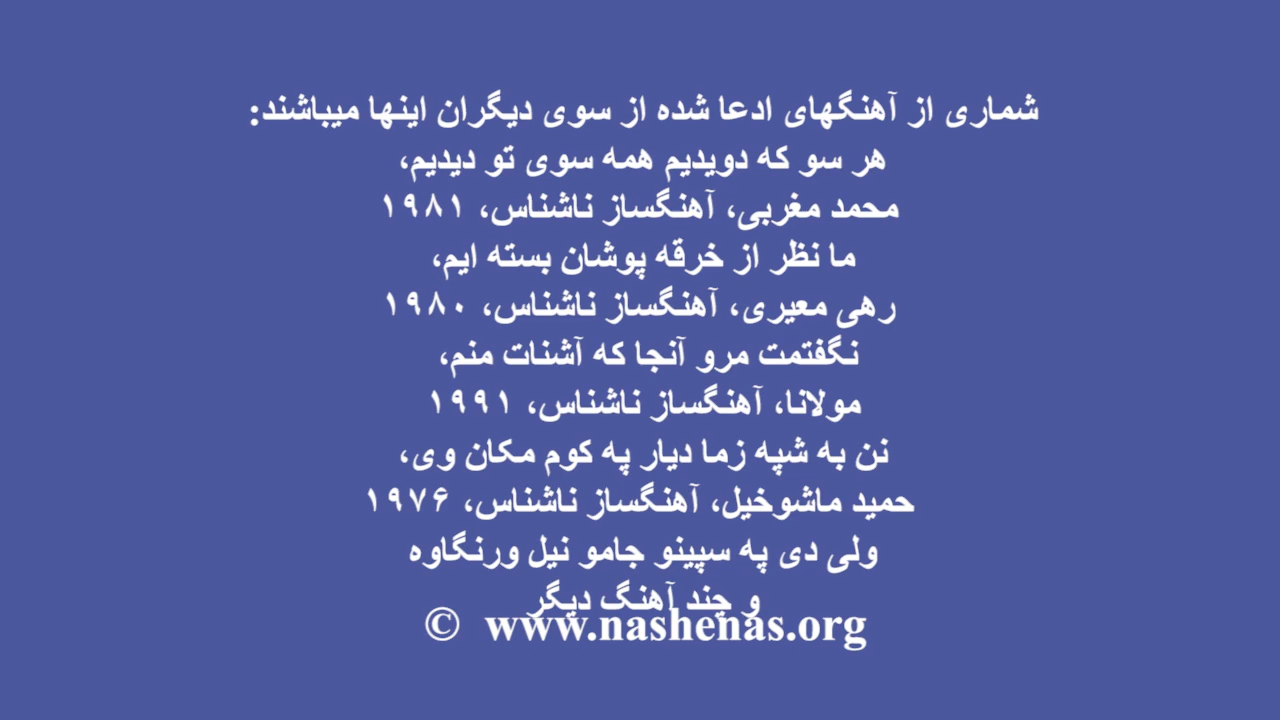 شماری از آهنگهای ادعا شده از سوی دیگران اینها میباشند:
هر سو که دویدیم همه سوی تو دیدیم،
محمد مغربی، آهنگساز ناشناس، ۱۹۸۱
ما نظر از خرقه پوشان بسته ایم،
رهی معیری، آهنگساز ناشناس، ۱۹۸۰
نگفتمت مرو آنجا که آشنات منم،
مولانا، آهنگساز ناشناس، ۱۹۹۱
نن به شپه زما دیار په کوم مکان وی،
حمید ماشوخیل، آهنگساز ناشناس، ۱۹۷۶
ولی دی په سپینو جامو نیل ورنگاوه
و چند آهنگ دیگر
© www.nashenas.org